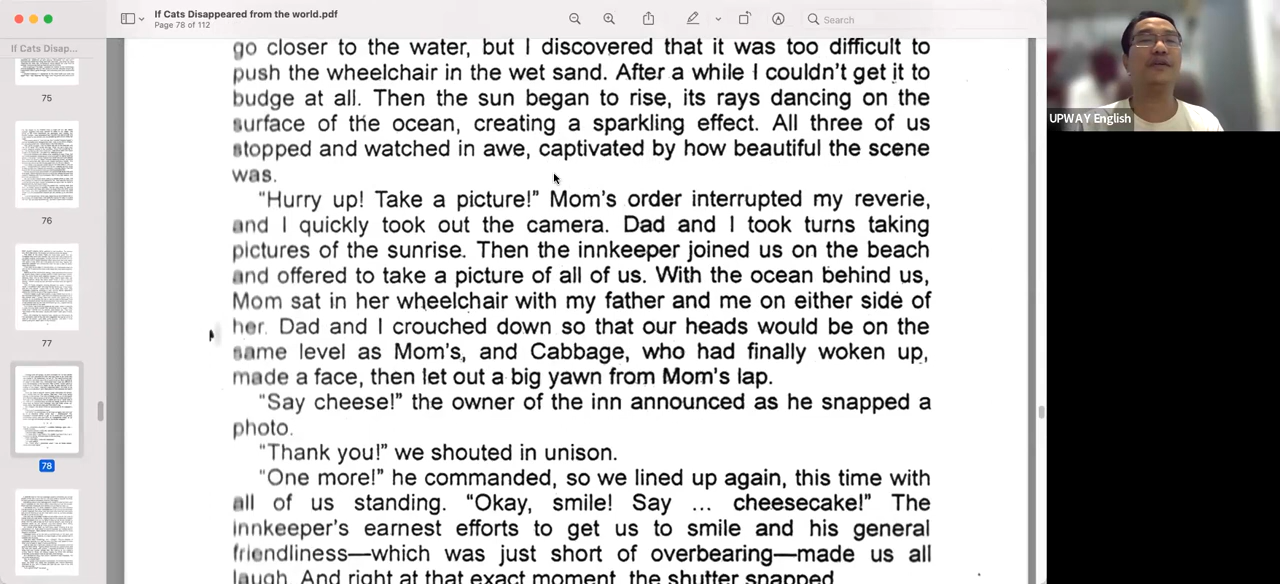 If Cats Disappeared from the world.pdf
Page 78 of 112
Search
If Cats Disap...
75
76
77
78
UPWAY English
go closer to the water, but I discovered that it was too difficult to
push the wheelchair in the wet sand. After a while I couldn't get it to
budge at all. Then the sun began to rise, its rays dancing on the
surface of the ocean, creating a sparkling effect. All three of us
stopped and watched in awe, captivated by how beautiful the scene
was.
"Hurry up! Take a picture!" Mom's order interrupted my reverie,
and I quickly took out the camera. Dad and I took turns taking
pictures of the sunrise. Then the innkeeper joined us on the beach
and offered to take a picture of all of us. With the ocean behind us,
Mom sat in her wheelchair with my father and me on either side of
her. Dad and I crouched down so that our heads would be on the
same level as Mom's, and Cabbage, who had finally woken up,
made a face, then let out a big yawn from Mom's lap.
"Say cheese!" the owner of the inn announced as he snapped a
photo.
"Thank you!" we shouted in unison.
"One more!" he commanded, so we lined up again, this time with
all of us standing. "Okay, smile! Say ... cheesecake!" The
innkeeper's earnest efforts to get us to smile and his general
friendliness—which was just short of overbearing—made us all
laugh. And right at that exact moment, the shutter snapped.